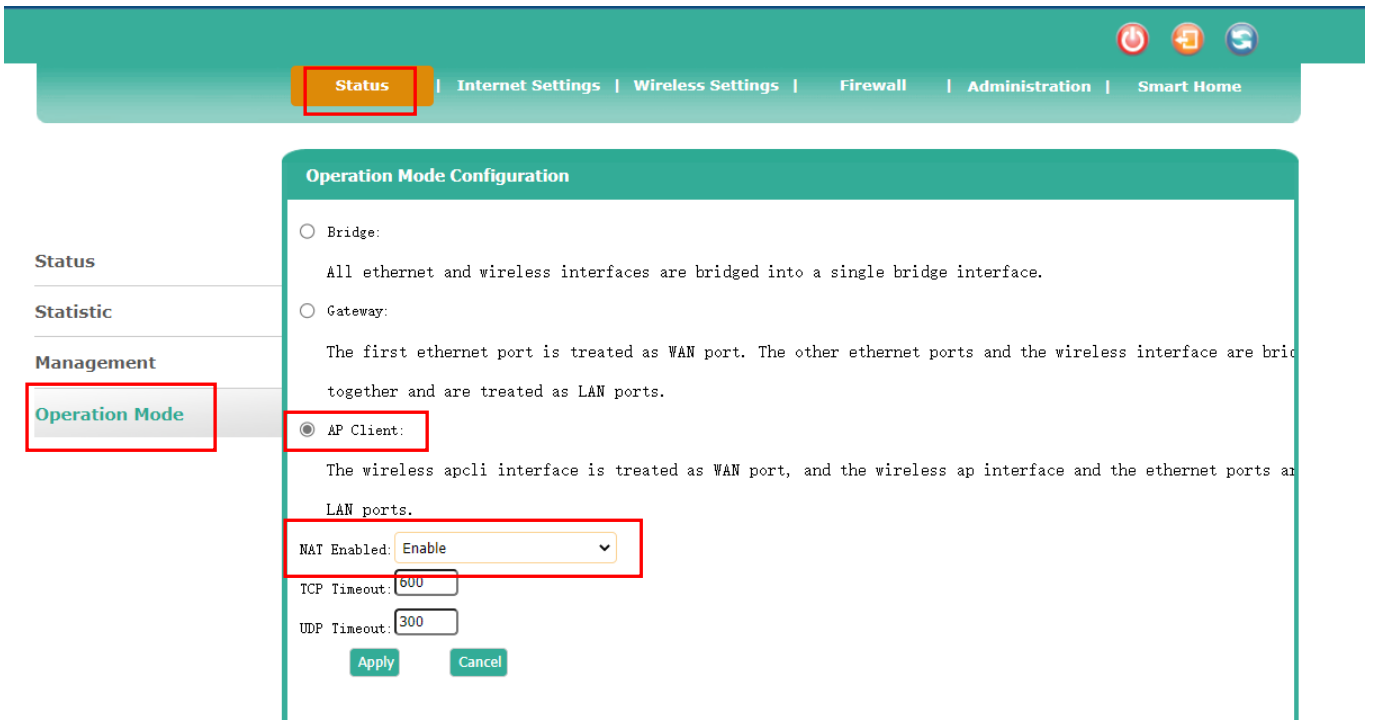 Status | Internet Settings | Wireless Settings | Firewall | Administration | Smart Home
Operation Mode Configuration
Status
Statistic
Management
Operation Mode
Bridge:
All ethernet and wireless interfaces are bridged into a single bridge interface.
Gateway:
The first ethernet port is treated as WAN port. The other ethernet ports and the wireless interface are
together and are treated as LAN ports.
AP Client:
The wireless apcli interface is treated as WAN port, and the wireless ap interface and the ethernet ports
LAN ports.
NAT Enabled: Enable
TCP Timeout: 600
UDP Timeout: 300
Apply Cancel